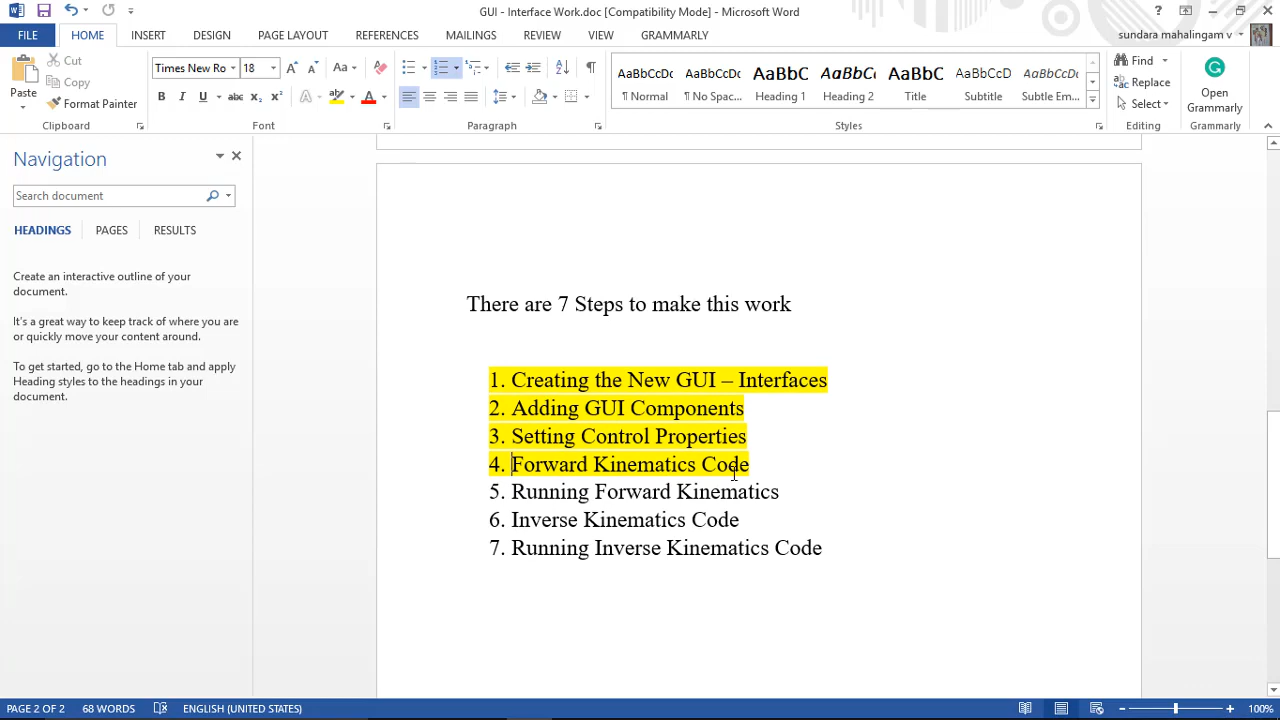 GUI - Interface Work.doc [Compatibility Mode] - Microsoft Word
FILE HOME INSERT DESIGN PAGE LAYOUT REFERENCES MAILINGS REVIEW VIEW GRAMMARLY
sundara mahalingam v
Paste
Cut
Copy
Format Painter
Clipboard
Times New Ro 18
Font
Paragraph
AaBbCcDc AaBbCcDc AaBbC AaBbCc AaBbC AaBbCcD AaBbCcDc
¶ Normal ¶ No Spac... Heading 1 Heading 2 Title Subtitle Subtle Em...
Styles
Find
Replace
Select
Editing
Open
Grammarly
Grammarly
Navigation
Search document
HEADINGS PAGES RESULTS
Create an interactive outline of your
document.
It's a great way to keep track of where you are
or quickly move your content around.
To get started, go to the Home tab and apply
Heading styles to the headings in your
document.
There are 7 Steps to make this work
1. Creating the New GUI – Interfaces
2. Adding GUI Components
3. Setting Control Properties
4. Forward Kinematics Code
5. Running Forward Kinematics
6. Inverse Kinematics Code
7. Running Inverse Kinematics Code
PAGE 2 OF 2 68 WORDS ENGLISH (UNITED STATES) 100%